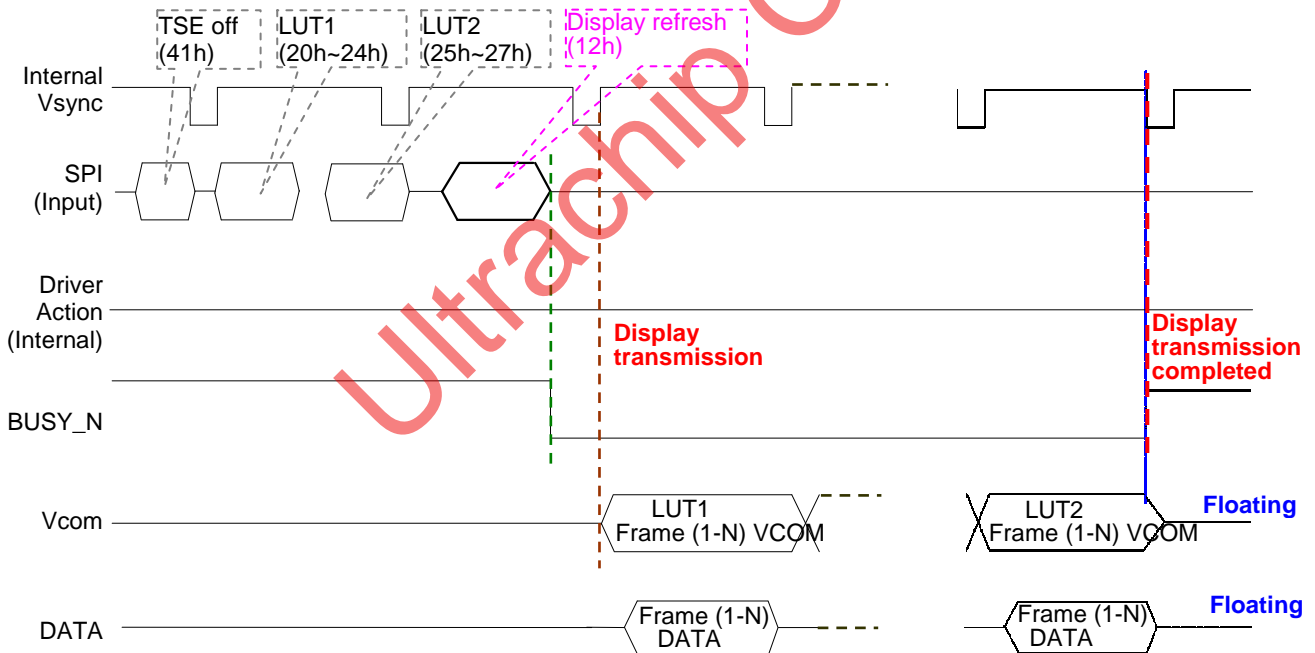 TSE off
(41h)
LUT1
(20h~24h)
LUT2
(25h~27h)
Display refresh
(12h)
Internal
Vsync
SPI
(Input)
Driver
Action
(Internal)
Display
transmission
Display
transmission
completed
BUSY_N
Vcom
LUT1
Frame (1-N) VCOM
LUT2
Frame (1-N) VCOM
Floating
DATA
Frame (1-N)
DATA
Frame (1-N)
DATA
Floating
Ultrachip